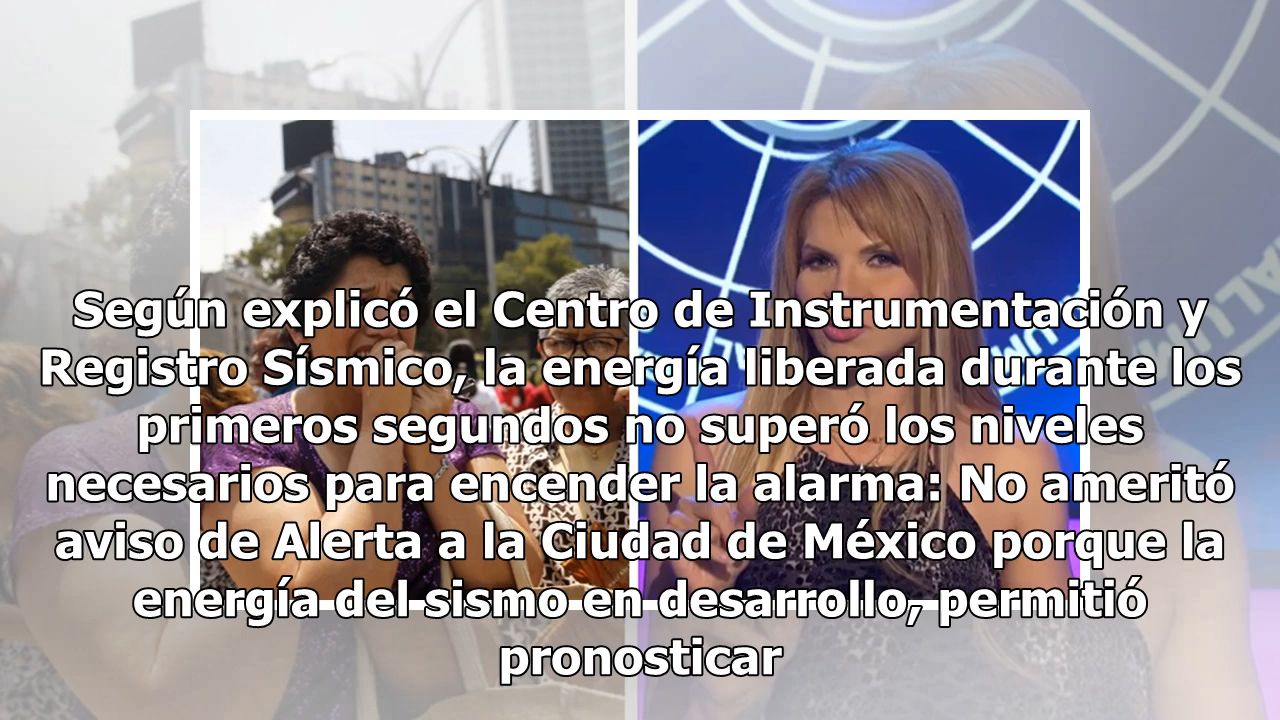 Según explicó el Centro de Instrumentación y
Registro Sísmico, la energía liberada durante los
primeros segundos no superó los niveles
necesarios para encender la alarma: No ameritó
aviso de Alerta a la Ciudad de México porque la
energía del sismo en desarrollo, permitió
pronosticar